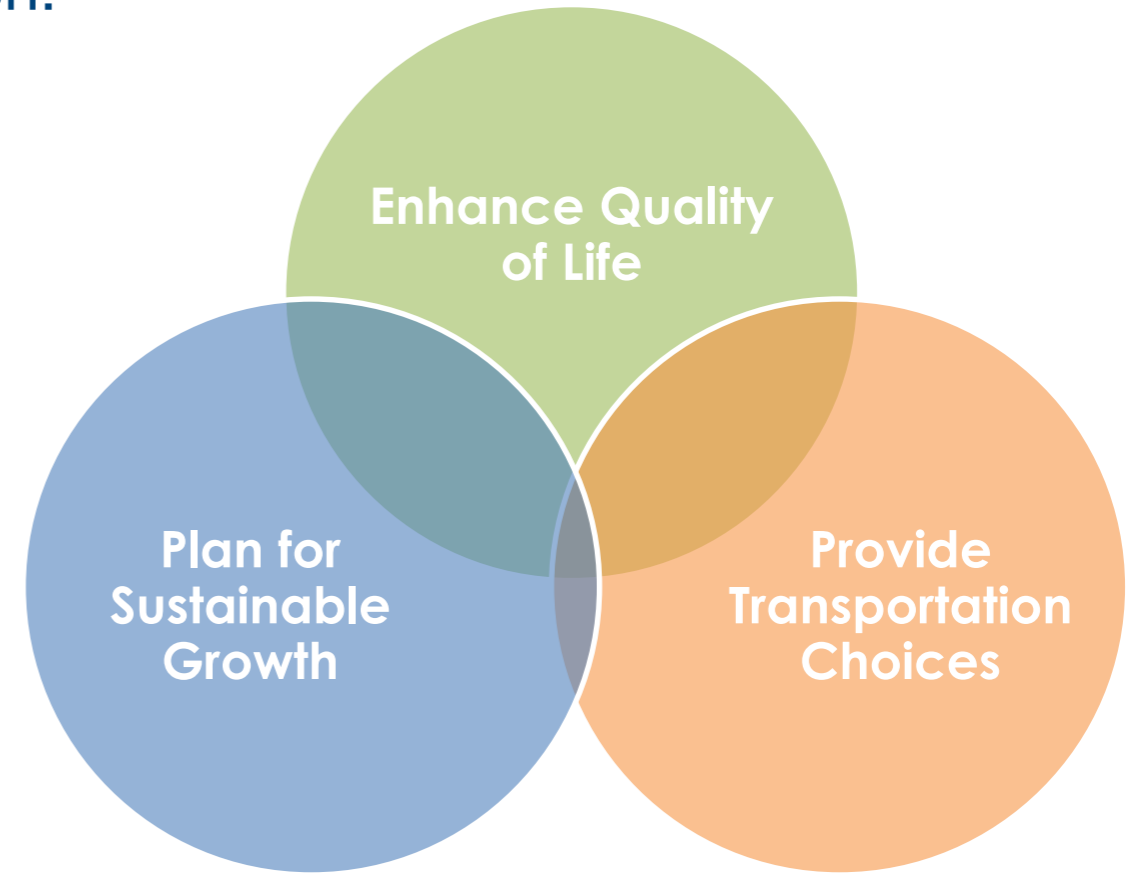 Enhance Quality
of Life
Plan for
Sustainable
Growth
Provide
Transportation
Choices